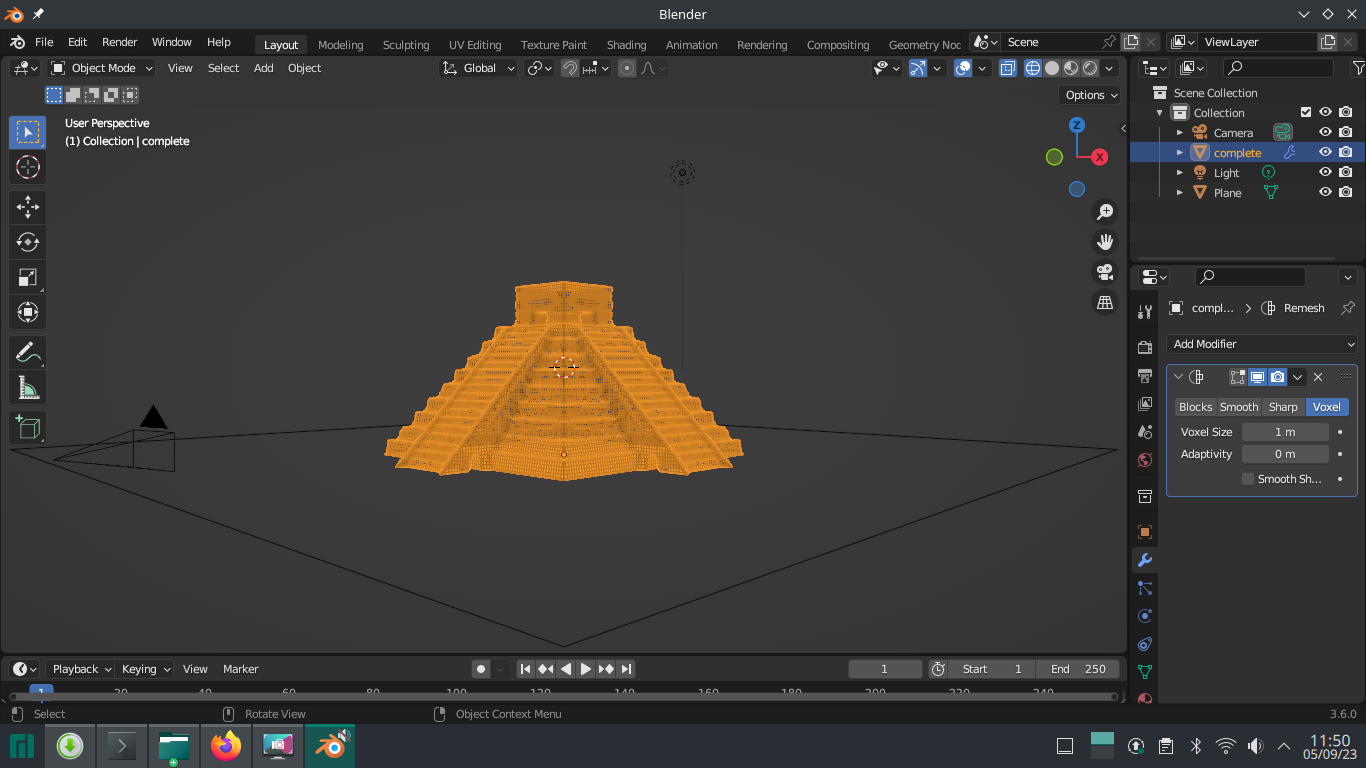 Blender
File Edit Render Window Help Layout Modeling Sculpting UV Editing Texture Paint Shading Animation Rendering Compositing Geometry Noc Scene ViewLayer
Object Mode View Select Add Object Global
Options
User Perspective
(1) Collection | complete
Z
X
Scene Collection
Collection
Camera
complete
Light
Plane
compl... Remesh
Add Modifier
Blocks Smooth Sharp Voxel
Voxel Size 1 m
Adaptivity 0 m
Smooth Sh...
Playback Keying View Marker 1 Start 1 End 250
1 20 40 60 80 100 120 140 160 180 200 220 240
Select Rotate View Object Context Menu 3.6.0
11:50
05/09/23